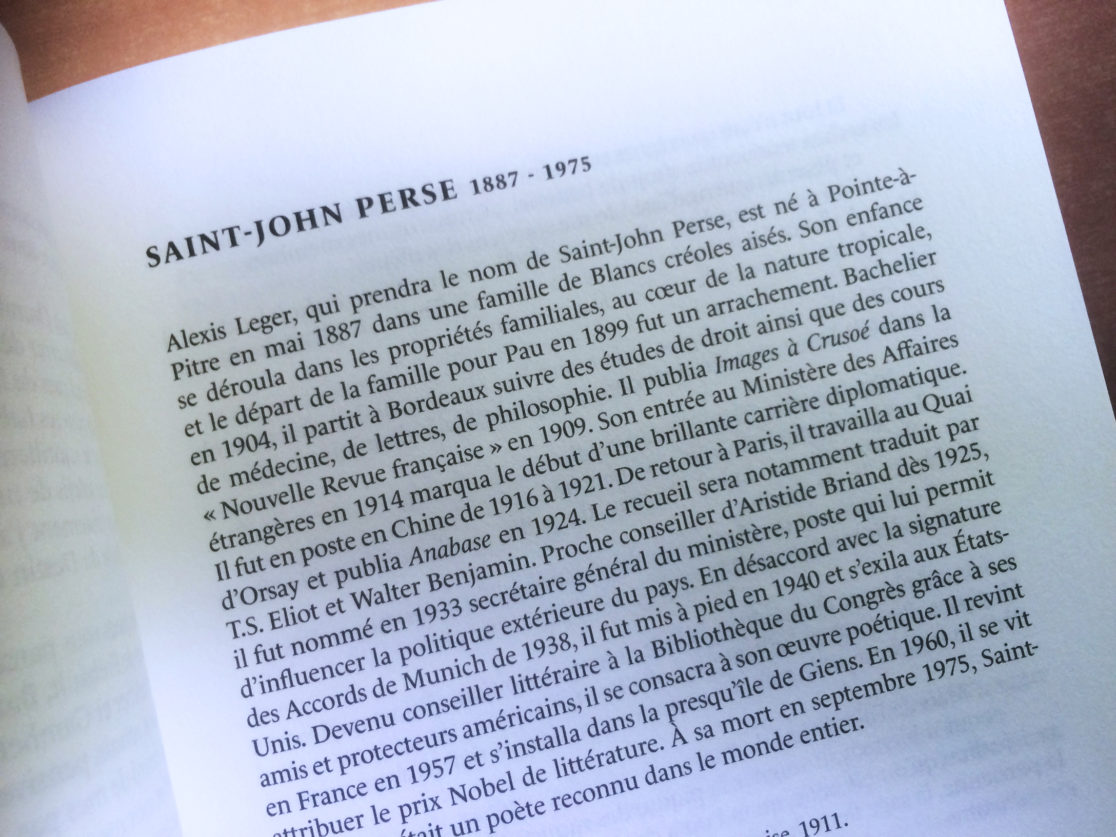 SAINT-JOHN PERSE 1887 - 1975
Alexis Leger, qui prendra le nom de Saint-John Perse, est né à Pointe-à-
Pitre en mai 1887 dans une famille de Blancs créoles aisés. Son enfance
se déroula dans les propriétés familiales, au cœur de la nature tropicale,
et le départ de la famille pour Pau en 1899 fut un arrachement. Bachelier
en 1904, il partit à Bordeaux suivre des études de droit ainsi que des cours
de médecine, de lettres, de philosophie. Il publia Images à Crusoé dans la
« Nouvelle Revue française » en 1909. Son entrée au Ministère des Affaires
étrangères en 1914 marqua le début d'une brillante carrière diplomatique.
Il fut en poste en Chine de 1916 à 1921. De retour à Paris, il travailla au Quai
d'Orsay et publia Anabase en 1924. Le recueil sera notamment traduit par
T.S. Eliot et Walter Benjamin. Proche conseiller d'Aristide Briand dès 1925,
il fut nommé en 1933 secrétaire général du ministère, poste qui lui permit
d'influencer la politique extérieure du pays. En désaccord avec la signature
des Accords de Munich de 1938, il fut mis à pied en 1940 et s'exila aux États-
Unis. Devenu conseiller littéraire à la Bibliothèque du Congrès grâce à ses
amis et protecteurs américains, il se consacra à son œuvre poétique. Il revint
en France en 1957 et s'installa dans la presqu'île de Giens. En 1960, il se vit
attribuer le prix Nobel de littérature. À sa mort en septembre 1975, Saint-
était un poète reconnu dans le monde entier.
1911.